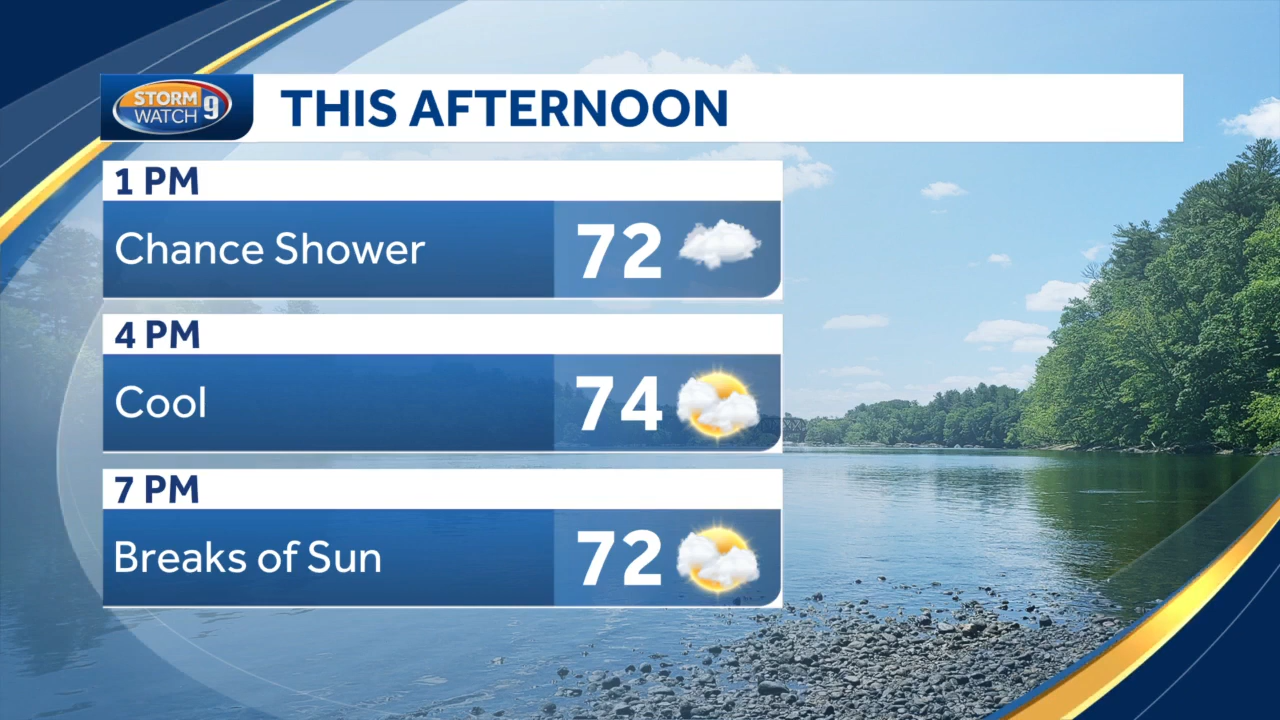 STORM
WATCH 9
THIS AFTERNOON
1 PM
Chance Shower
72
4 PM
Cool
74
7 PM
Breaks of Sun
72